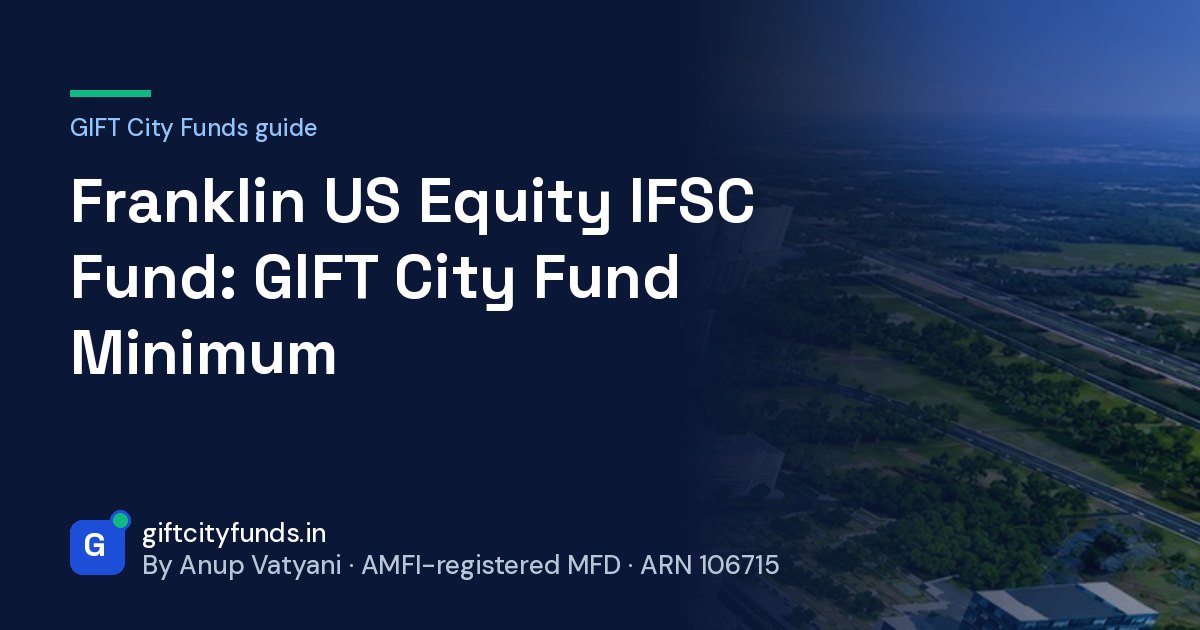 GIFT City Funds guide
Franklin US Equity IFSC
Fund: GIFT City Fund
Minimum
G
giftcityfunds.in
By Anup Vatyani · AMFI-registered MFD · ARN 106715